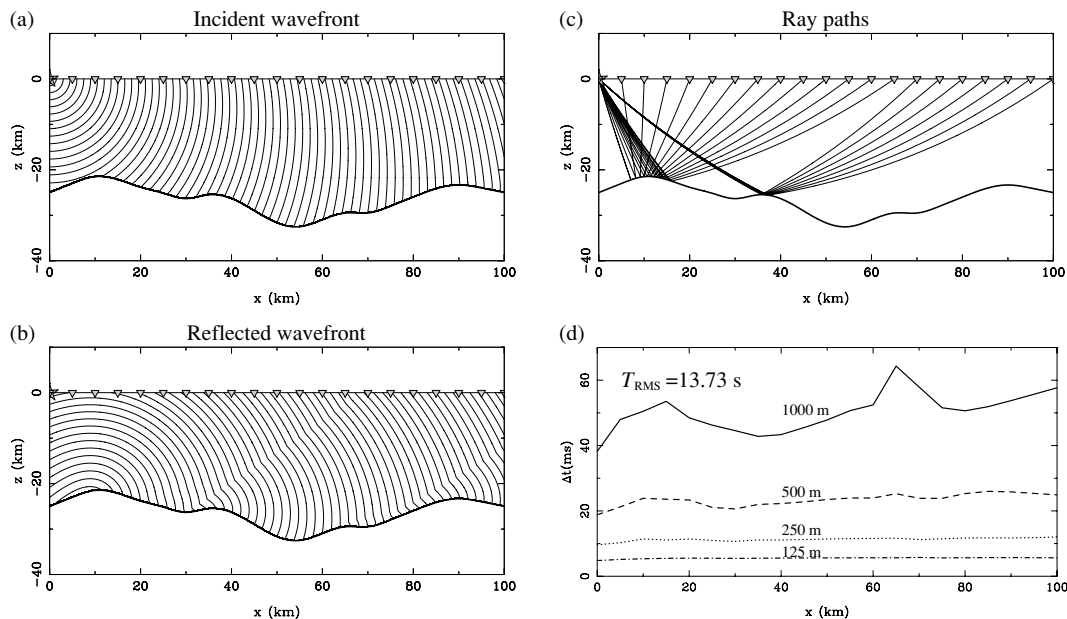 (a) Incident wavefront
0
z (km)
−20
−40
0 20 40 60 80 100
x (km)
(c) Ray paths
0
z (km)
−20
−40
0 20 40 60 80 100
x (km)
(b) Reflected wavefront
0
z (km)
−20
−40
0 20 40 60 80 100
x (km)
(d)
TRMS =13.73 s
60
1000 m
40
Δt(ms)
500 m
20
250 m
125 m
0
0 20 40 60 80 100
x (km)